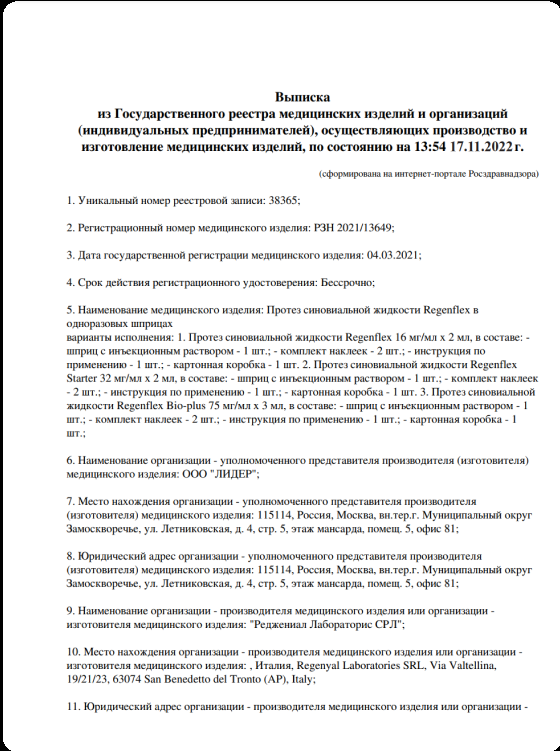 Выписка
из Государственного реестра медицинских изделий и организаций
(индивидуальных предпринимателей), осуществляющих производство и
изготовление медицинских изделий, по состоянию на 13:54 17.11.2022 г.
(сформирована на интернет-портале Росздравнадзора)
1. Уникальный номер реестровой записи: 38365;
2. Регистрационный номер медицинского изделия: РЗН 2021/13649;
3. Дата государственной регистрации медицинского изделия: 04.03.2021;
4. Срок действия регистрационного удостоверения: Бессрочно;
5. Наименование медицинского изделия: Протез синовиальной жидкости Regenflex в
одноразовых шприцах
варианты исполнения: 1. Протез синовиальной жидкости Regenflex 16 мг/мл х 2 мл, в составе: -
шприц с инъекционным раствором - 1 шт.; - комплект наклеек - 2 шт.; - инструкция по
применению - 1 шт.; - картонная коробка - 1 шт. 2. Протез синовиальной жидкости Regenflex
Starter 32 мг/мл х 2 мл, в составе: - шприц с инъекционным раствором - 1 шт.; - комплект наклеек
- 2 шт.; - инструкция по применению - 1 шт.; - картонная коробка - 1 шт. 3. Протез синовиальной
жидкости Regenflex Bio-plus 75 мг/мл х 3 мл, в составе: - шприц с инъекционным раствором - 1
шт.; - комплект наклеек - 2 шт.; - инструкция по применению - 1 шт.; - картонная коробка - 1
шт.;
6. Наименование организации - уполномоченного представителя производителя (изготовителя)
медицинского изделия: ООО "ЛИДЕР";
7. Место нахождения организации - уполномоченного представителя производителя
(изготовителя) медицинского изделия: 115114, Россия, Москва, вн.тер.г. Муниципальный округ
Замоскворечье, ул. Летниковская, д. 4, стр. 5, этаж мансарда, помещ. 5, офис 81;
8. Юридический адрес организации - уполномоченного представителя производителя
(изготовителя) медицинского изделия: 115114, Россия, Москва, вн.тер.г. Муниципальный округ
Замоскворечье, ул. Летниковская, д. 4, стр. 5, этаж мансарда, помещ. 5, офис 81;
9. Наименование организации - производителя медицинского изделия или организации -
изготовителя медицинского изделия: "Реджениал Лабораторис СРЛ";
10. Место нахождения организации - производителя медицинского изделия или организации -
изготовителя медицинского изделия: , Италия, Regenyal Laboratories SRL, Via Valtellina,
19/21/23, 63074 San Benedetto del Tronto (AP), Italy;
11. Юридический адрес организации - производителя медицинского изделия или организации -